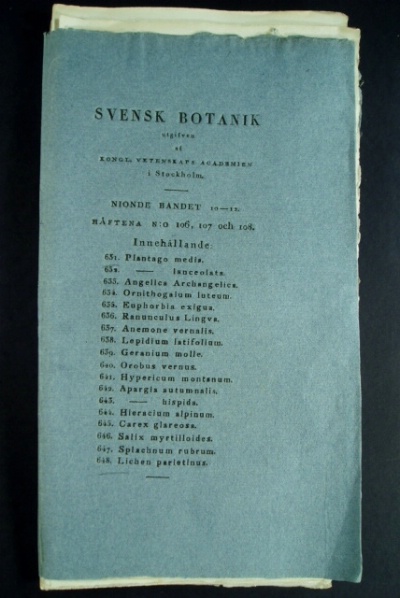 SVENSK BOTANIK
utgifven
af
KONGL. VETENSKAPS ACADEMIEN
i Stockholm.
NIONDE BANDET 10—12.
HÄFTENA N:O 106, 107 och 108.
Innehållande
631. Plantago media.
632. — lanceolata.
633. Angelica Archangelica.
634. Ornithogalum luteum.
635. Euphorbia exigua.
636. Ranunculus Lingva.
637. Anemone vernalis.
638. Lepidium latifolium.
639. Geranium molle.
640. Orobus vernus.
641. Hypericum montanum.
642. Apargia autumnalis.
643. — hispida.
644. Hieracium alpinum.
645. Carex glareosa.
646. Salix myrtilloides.
647. Splachnum rubrum.
648. Lichen parietinus.